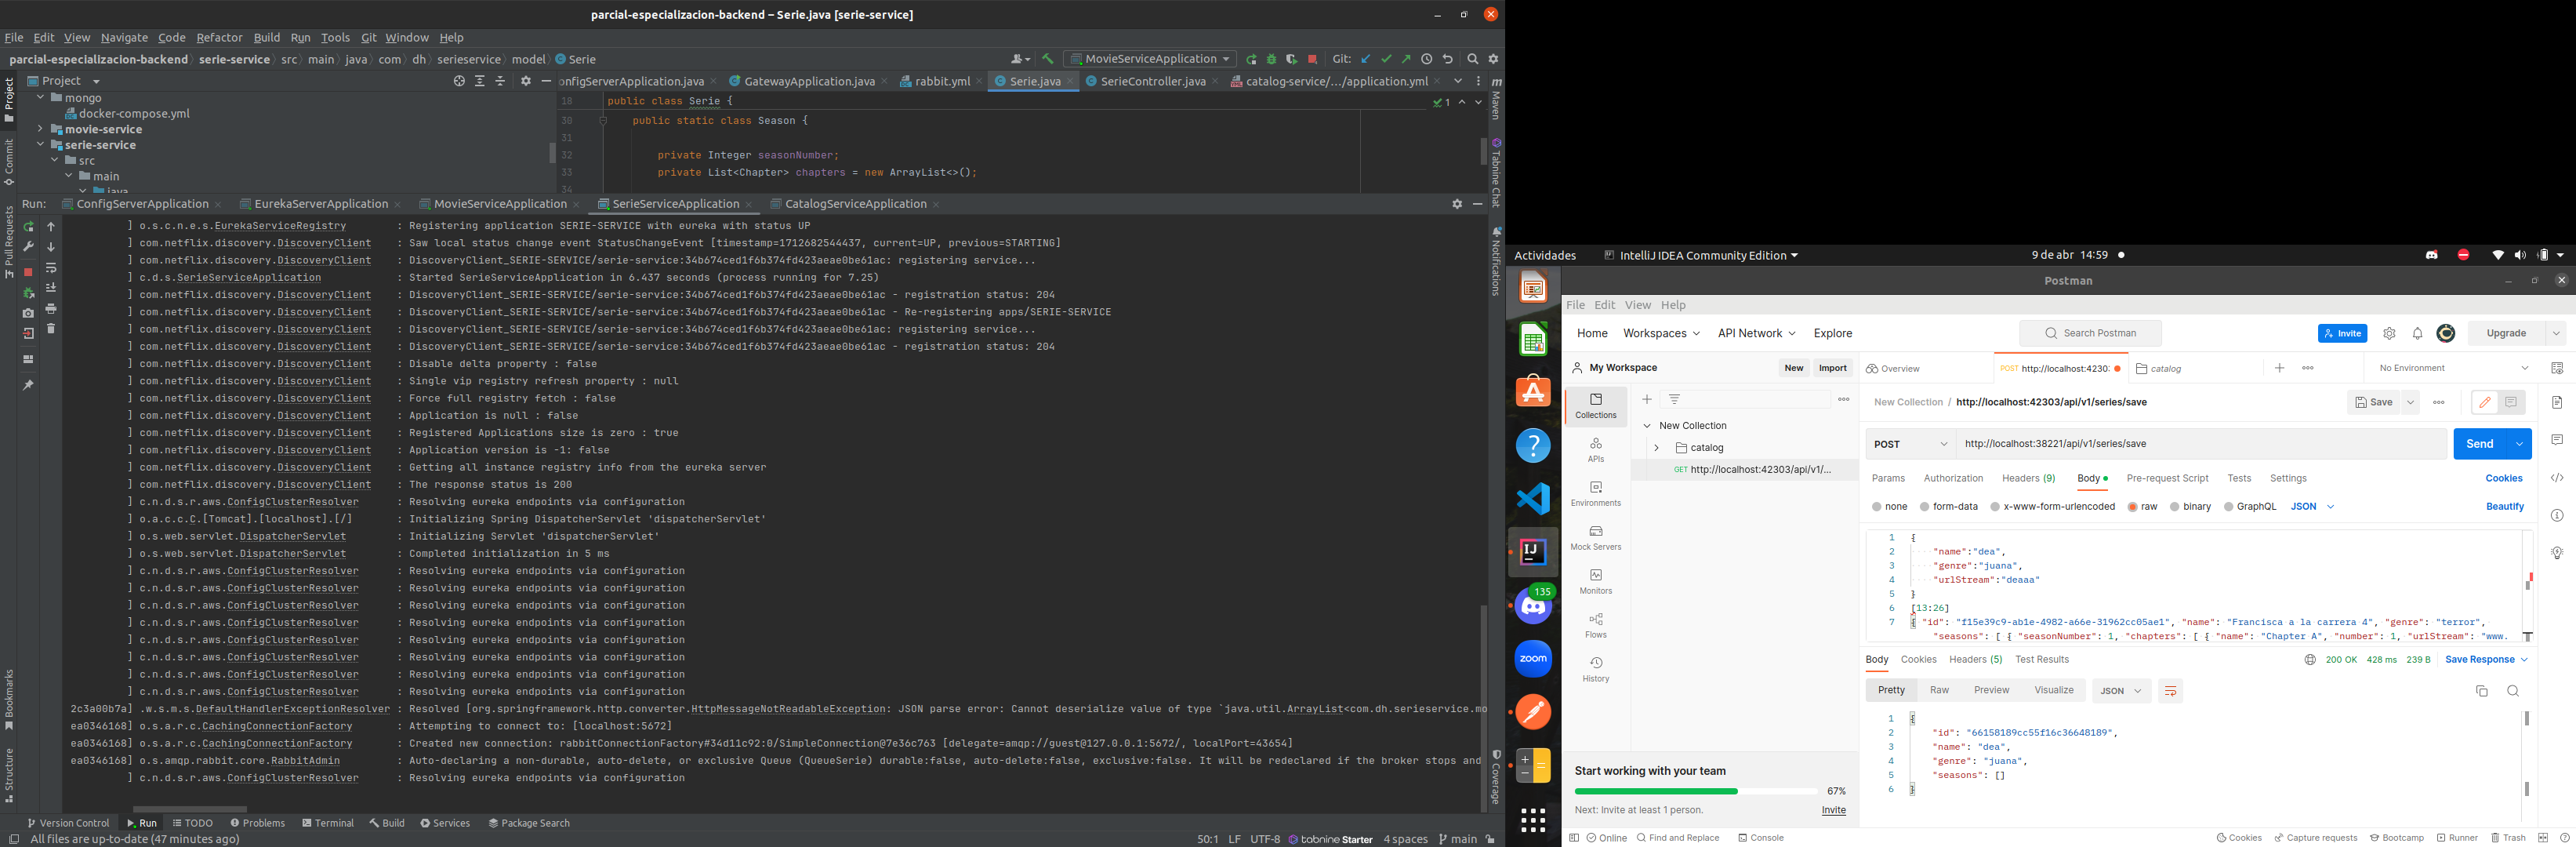 parcial-especializacion-backend – Serie.java [serie-service]
File Edit View Navigate Code Refactor Build Run Tools Git Window Help
parcial-especializacion-backend serie-service src main java com dh serieservice model Serie
MovieServiceApplication Git:
Project
onfigServerApplication.java GatewayApplication.java rabbit.yml Serie.java SerieController.java catalog-service/.../application.yml
mongo
docker-compose.yml
movie-service
serie-service
src
main
java
18 public class Serie {
1
30 public static class Season {
31
32 private Integer seasonNumber;
33 private List<Chapter> chapters = new ArrayList<>();
34
Project
Commit
Pull Requests
Bookmarks
Structure
Maven
Tabnine Chat
Notifications
Coverage
Run: ConfigServerApplication EurekaServerApplication MovieServiceApplication SerieServiceApplication CatalogServiceApplication
] o.s.c.n.e.s.EurekaServiceRegistry : Registering application SERIE-SERVICE with eureka with status UP
] com.netflix.discovery.DiscoveryClient : Saw local status change event StatusChangeEvent [timestamp=1712682544437, current=UP, previous=STARTING]
] com.netflix.discovery.DiscoveryClient : DiscoveryClient_SERIE-SERVICE/serie-service:34b674ced1f6b374fd423aeae0be61ac: registering service...
] c.d.s.SerieServiceApplication : Started SerieServiceApplication in 6.437 seconds (process running for 7.25)
] com.netflix.discovery.DiscoveryClient : DiscoveryClient_SERIE-SERVICE/serie-service:34b674ced1f6b374fd423aeae0be61ac - registration status: 204
] com.netflix.discovery.DiscoveryClient : DiscoveryClient_SERIE-SERVICE/serie-service:34b674ced1f6b374fd423aeae0be61ac - Re-registering apps/SERIE-SERVICE
] com.netflix.discovery.DiscoveryClient : DiscoveryClient_SERIE-SERVICE/serie-service:34b674ced1f6b374fd423aeae0be61ac: registering service...
] com.netflix.discovery.DiscoveryClient : DiscoveryClient_SERIE-SERVICE/serie-service:34b674ced1f6b374fd423aeae0be61ac - registration status: 204
] com.netflix.discovery.DiscoveryClient : Disable delta property : false
] com.netflix.discovery.DiscoveryClient : Single vip registry refresh property : null
] com.netflix.discovery.DiscoveryClient : Force full registry fetch : false
] com.netflix.discovery.DiscoveryClient : Application is null : false
] com.netflix.discovery.DiscoveryClient : Registered Applications size is zero : true
] com.netflix.discovery.DiscoveryClient : Application version is -1: false
] com.netflix.discovery.DiscoveryClient : Getting all instance registry info from the eureka server
] com.netflix.discovery.DiscoveryClient : The response status is 200
] c.n.d.s.r.aws.ConfigClusterResolver : Resolving eureka endpoints via configuration
] o.a.c.c.C.[Tomcat].[localhost].[/] : Initializing Spring DispatcherServlet 'dispatcherServlet'
] o.s.web.servlet.DispatcherServlet : Initializing Servlet 'dispatcherServlet'
] o.s.web.servlet.DispatcherServlet : Completed initialization in 5 ms
] c.n.d.s.r.aws.ConfigClusterResolver : Resolving eureka endpoints via configuration
] c.n.d.s.r.aws.ConfigClusterResolver : Resolving eureka endpoints via configuration
] c.n.d.s.r.aws.ConfigClusterResolver : Resolving eureka endpoints via configuration
] c.n.d.s.r.aws.ConfigClusterResolver : Resolving eureka endpoints via configuration
] c.n.d.s.r.aws.ConfigClusterResolver : Resolving eureka endpoints via configuration
] c.n.d.s.r.aws.ConfigClusterResolver : Resolving eureka endpoints via configuration
] c.n.d.s.r.aws.ConfigClusterResolver : Resolving eureka endpoints via configuration
] c.n.d.s.r.aws.ConfigClusterResolver : Resolving eureka endpoints via configuration
2c3a00b7a] .w.s.m.s.DefaultHandlerExceptionResolver : Resolved [org.springframework.http.converter.HttpMessageNotReadableException: JSON parse error: Cannot deserialize value of type `java.util.ArrayList<com.dh.serieservice.mo
ea0346168] o.s.a.r.c.CachingConnectionFactory : Attempting to connect to: [localhost:5672]
ea0346168] o.s.a.r.c.CachingConnectionFactory : Created new connection: rabbitConnectionFactory#34d11c92:0/SimpleConnection@7e36c763 [delegate=amqp://guest@127.0.0.1:5672/, localPort=43654]
ea0346168] o.s.amqp.rabbit.core.RabbitAdmin : Auto-declaring a non-durable, auto-delete, or exclusive Queue (QueueSerie) durable:false, auto-delete:false, exclusive:false. It will be redeclared if the broker stops and
] c.n.d.s.r.aws.ConfigClusterResolver : Resolving eureka endpoints via configuration
Version Control Run TODO Problems Terminal Build Services Package Search
All files are up-to-date (47 minutes ago) 50:1 LF UTF-8 tabnine Starter 4 spaces main
Actividades IntelliJ IDEA Community Edition 9 de abr 14:59
135
zoom
Postman
File Edit View Help
Home Workspaces API Network Explore Search Postman Invite Upgrade
My Workspace New Import Overview POST http://localhost:4230: catalog No Environment
Collections
APIs
Environments
Mock Servers
Monitors
Flows
History
New Collection
catalog
GET http://localhost:42303/api/v1/...
New Collection / http://localhost:42303/api/v1/series/save Save
POST http://localhost:38221/api/v1/series/save Send
Params Authorization Headers (9) Body Pre-request Script Tests Settings Cookies
none form-data x-www-form-urlencoded raw binary GraphQL JSON Beautify
1 {
2 "name":"dea",
3 "genre":"juana",
4 "urlStream":"deaaa"
5 }
6 [13:26]
7 { "id": "f15e39c9-ab1e-4982-a66e-31962cc05ae1", "name": "Francisca a la carrera 4", "genre": "terror",
"seasons": [ { "seasonNumber": 1, "chapters": [ { "name": "Chapter A", "number": 1, "urlStream": "www.
Body Cookies Headers (5) Test Results 200 OK 428 ms 239 B Save Response
Pretty Raw Preview Visualize JSON
1 {
2 "id": "66158189cc55f16c36648189",
3 "name": "dea",
4 "genre": "juana",
5 "seasons": []
6 }
Start working with your team
67%
Next: Invite at least 1 person. Invite
Online Find and Replace Console Cookies Capture requests Bootcamp Runner Trash